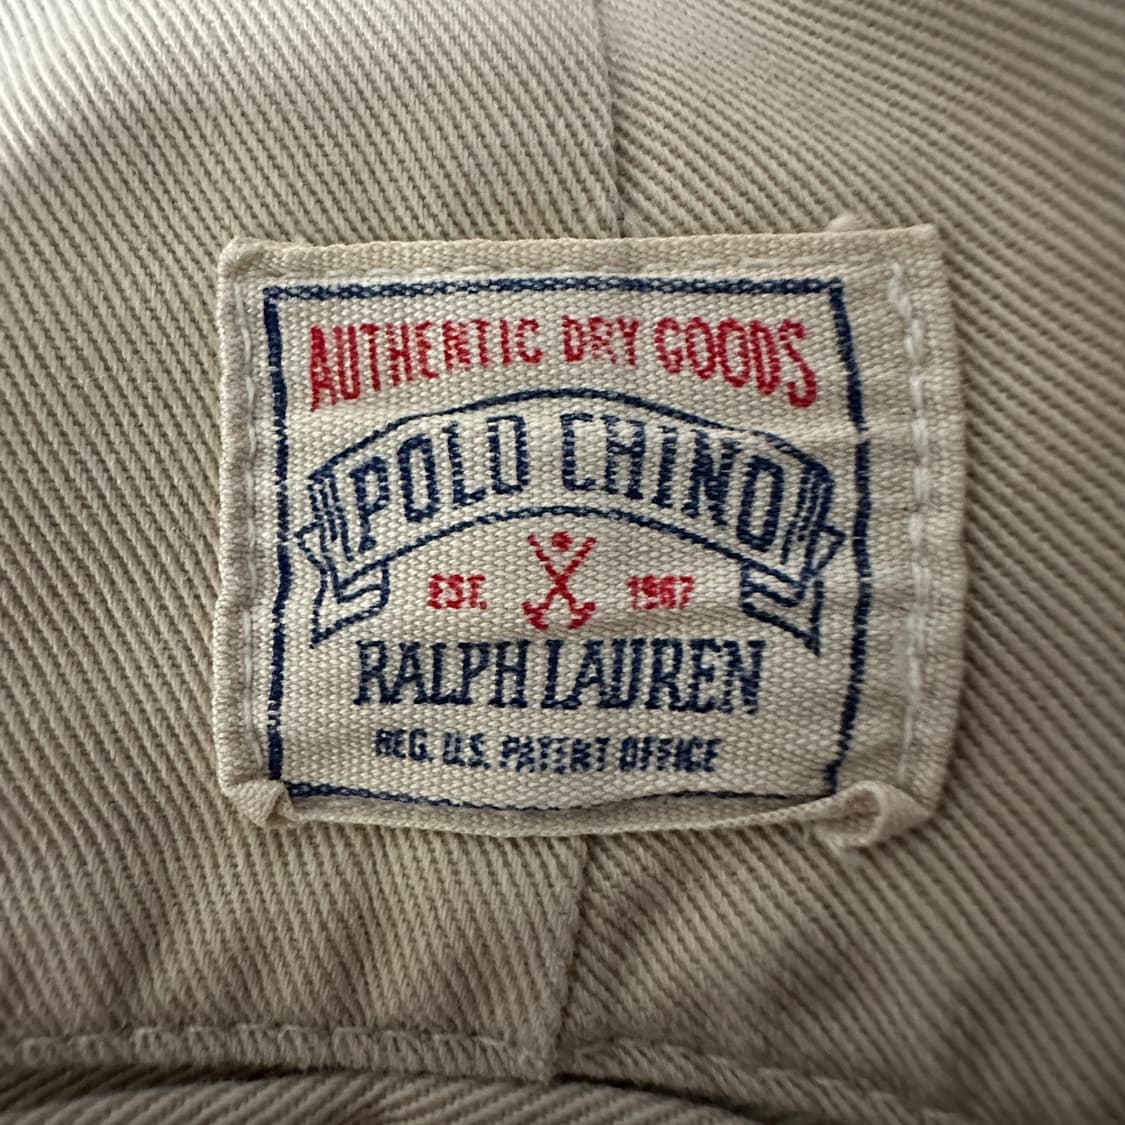 AUTHENTIC DRY GOODS
POLO CHINO
EST. 1967
RALPH LAUREN
REG. U.S. PATENT OFFICE